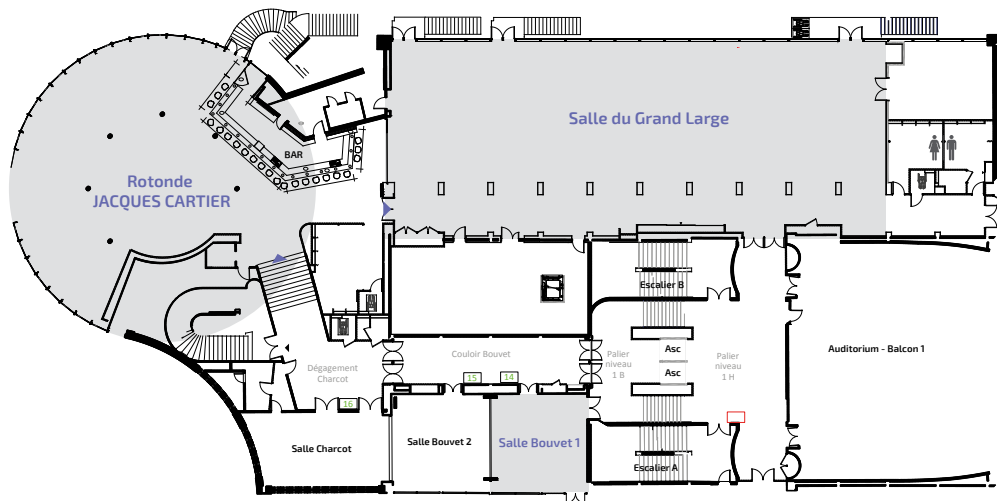 Salle du Grand Large
BAR
Rotonde
JACQUES CARTIER
Escalier B
Dégagement
Charcot
Couloir Bouvet
Palier
niveau
1 B
Asc
Asc
Palier
niveau
1 H
Auditorium - Balcon 1
15
14
16
Salle Charcot
Salle Bouvet 2
Salle Bouvet 1
Escalier A